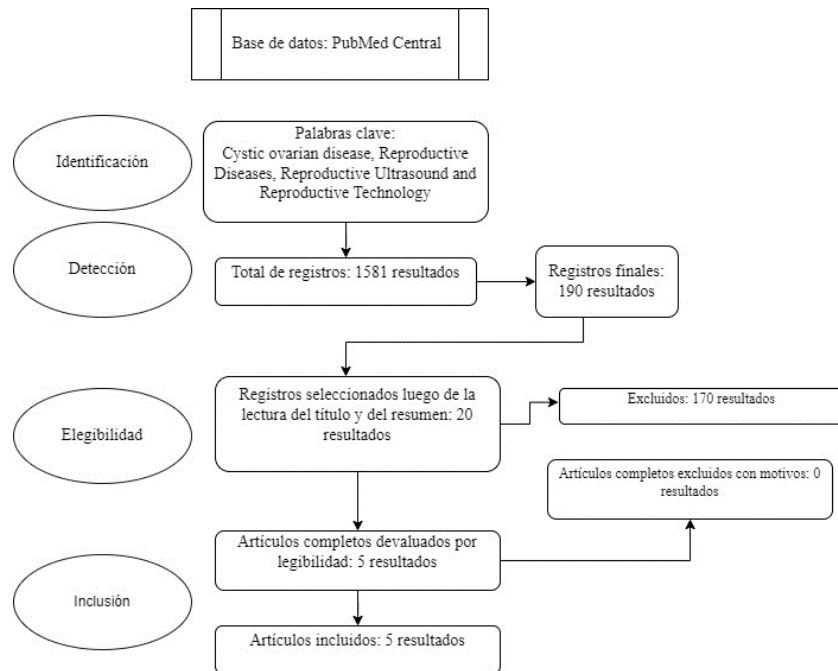 Base de datos: PubMed Central
Identificación
Palabras clave:
Cystic ovarian disease, Reproductive
Diseases, Reproductive Ultrasound and
Reproductive Technology
Detección
Total de registros: 1581 resultados
Registros finales:
190 resultados
Elegibilidad
Registros seleccionados luego de la
lectura del título y del resumen: 20
resultados
Excluidos: 170 resultados
Artículos completos excluidos con motivos: 0
resultados
Artículos completos devaluados por
legibilidad: 5 resultados
Inclusión
Artículos incluidos: 5 resultados